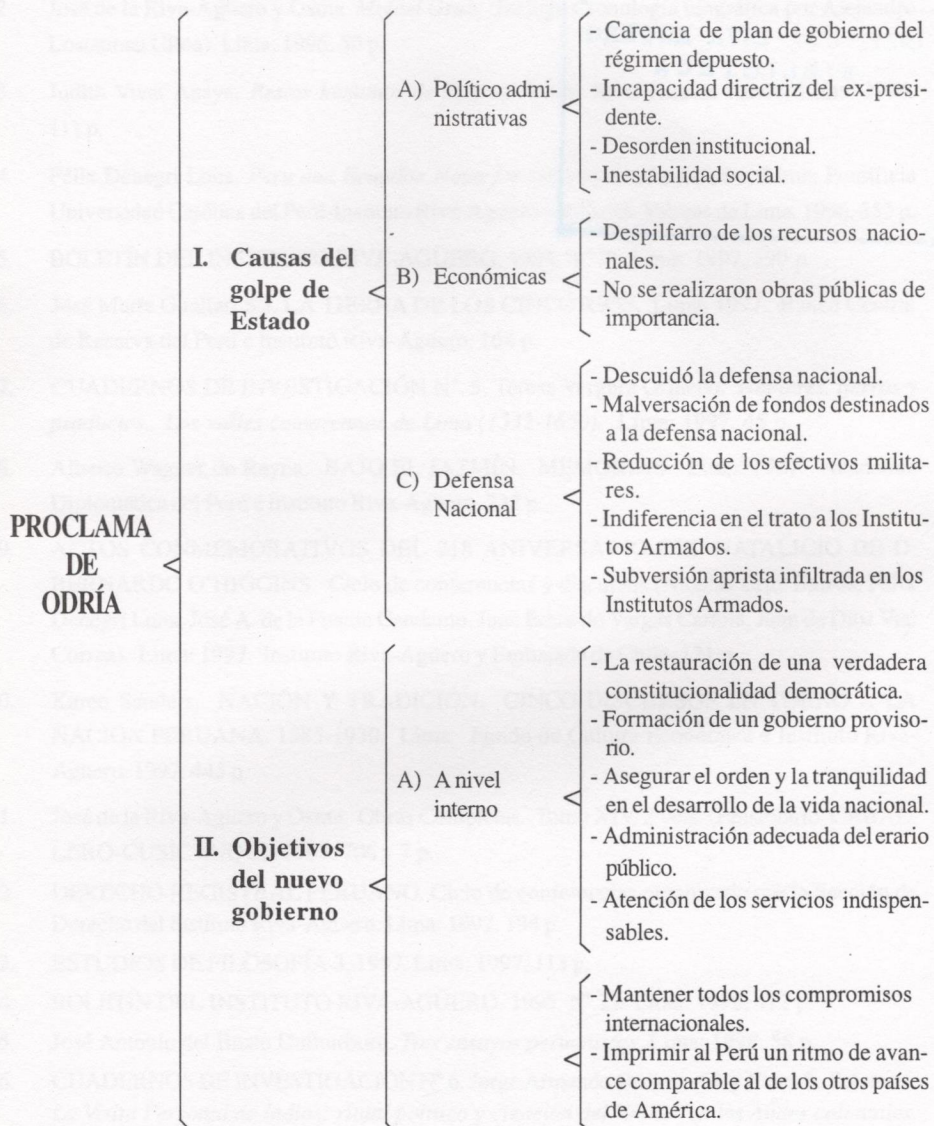 PROCLAMA
DE
ODRÍA
I. Causas del
golpe de
Estado
A) Político admi-
nistrativas
- Carencia de plan de gobierno del
régimen depuesto.
- Incapacidad directriz del ex-presi-
dente.
- Desorden institucional.
- Inestabilidad social.
B) Económicas
- Despilfarro de los recursos nacio-
nales.
- No se realizaron obras públicas de
importancia.
C) Defensa
Nacional
- Descuidó la defensa nacional.
- Malversación de fondos destinados
a la defensa nacional.
- Reducción de los efectivos milita-
res.
- Indiferencia en el trato a los Institu-
tos Armados.
- Subversión aprista infiltrada en los
Institutos Armados.
II. Objetivos
del nuevo
gobierno
A) A nivel
interno
- La restauración de una verdadera
constitucionalidad democrática.
- Formación de un gobierno proviso-
rio.
- Asegurar el orden y la tranquilidad
en el desarrollo de la vida nacional.
- Administración adecuada del erario
público.
- Atención de los servicios indispen-
sables.
- Mantener todos los compromisos
internacionales.
- Imprimir al Perú un ritmo de avan-
ce comparable al de los otros países
de América.